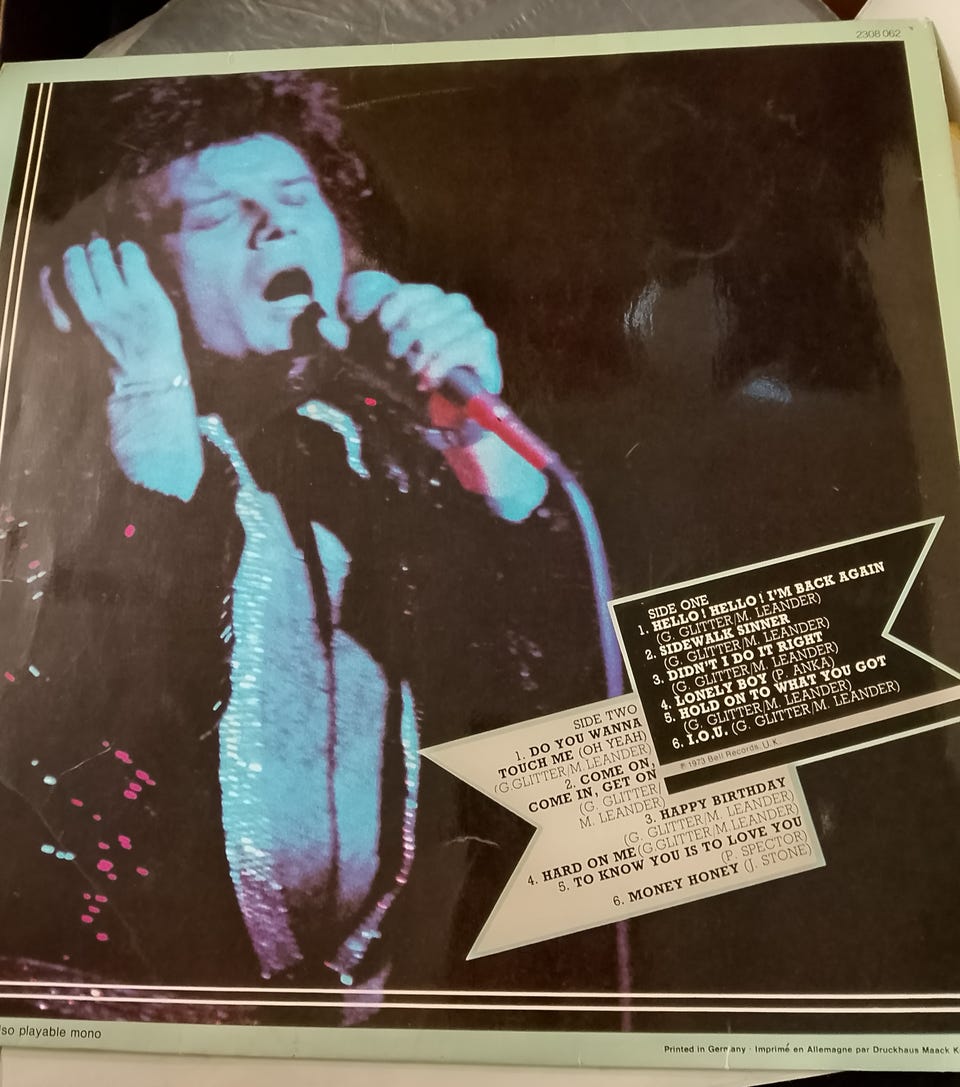 2308 062
SIDE ONE
1. HELLO! HELLO! I'M BACK AGAIN
(G. GLITTER/M. LEANDER)
2. SIDEWALK SINNER
(G. GLITTER/M. LEANDER)
3. DIDN'T I DO IT RIGHT
(G. GLITTER/M. LEANDER)
4. LONELY BOY (P. ANKA)
5. HOLD ON TO WHAT YOU GOT
(G. GLITTER/M. LEANDER)
6. I.O.U. (G. GLITTER/M. LEANDER)
℗ 1973 Bell Records, U.K.
SIDE TWO
1. DO YOU WANNA
TOUCH ME (OH YEAH)
(G.GLITTER/M.LEANDER)
2. COME ON,
COME IN, GET ON
(G. GLITTER/
M. LEANDER)
3. HAPPY BIRTHDAY
(G. GLITTER/M. LEANDER)
4. HARD ON ME (G.GLITTER/M.LEANDER)
5. TO KNOW YOU IS TO LOVE YOU
(P. SPECTOR)
6. MONEY HONEY (J. STONE)
lso playable mono
Printed in Germany · Imprimé en Allemagne par Druckhaus Maack K